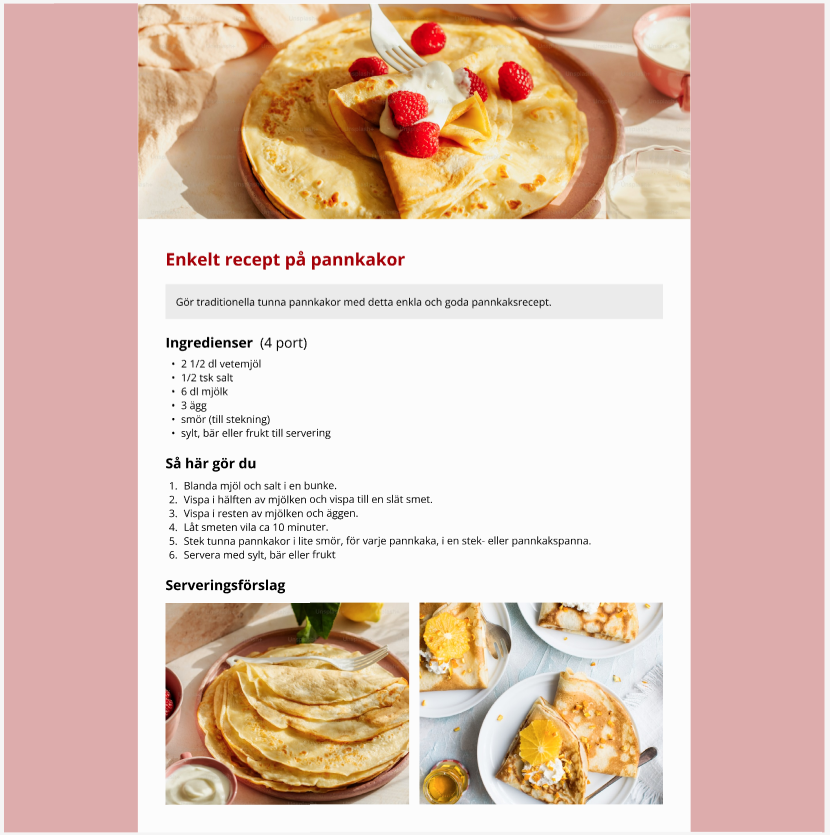 Enkelt recept på pannkakor
Gör traditionella tunna pannkakor med detta enkla och goda pannkaksrecept.
Ingredienser (4 port)
• 2 1/2 dl vetemjöl
• 1/2 tsk salt
• 6 dl mjölk
• 3 ägg
• smör (till stekning)
• sylt, bär eller frukt till servering
Så här gör du
1. Blanda mjöl och salt i en bunke.
2. Vispa i hälften av mjölken och vispa till en slät smet.
3. Vispa i resten av mjölken och äggen.
4. Låt smeten vila ca 10 minuter.
5. Stek tunna pannkakor i lite smör, för varje pannkaka, i en stek- eller pannkakspanna.
6. Servera med sylt, bär eller frukt
Serveringsförslag